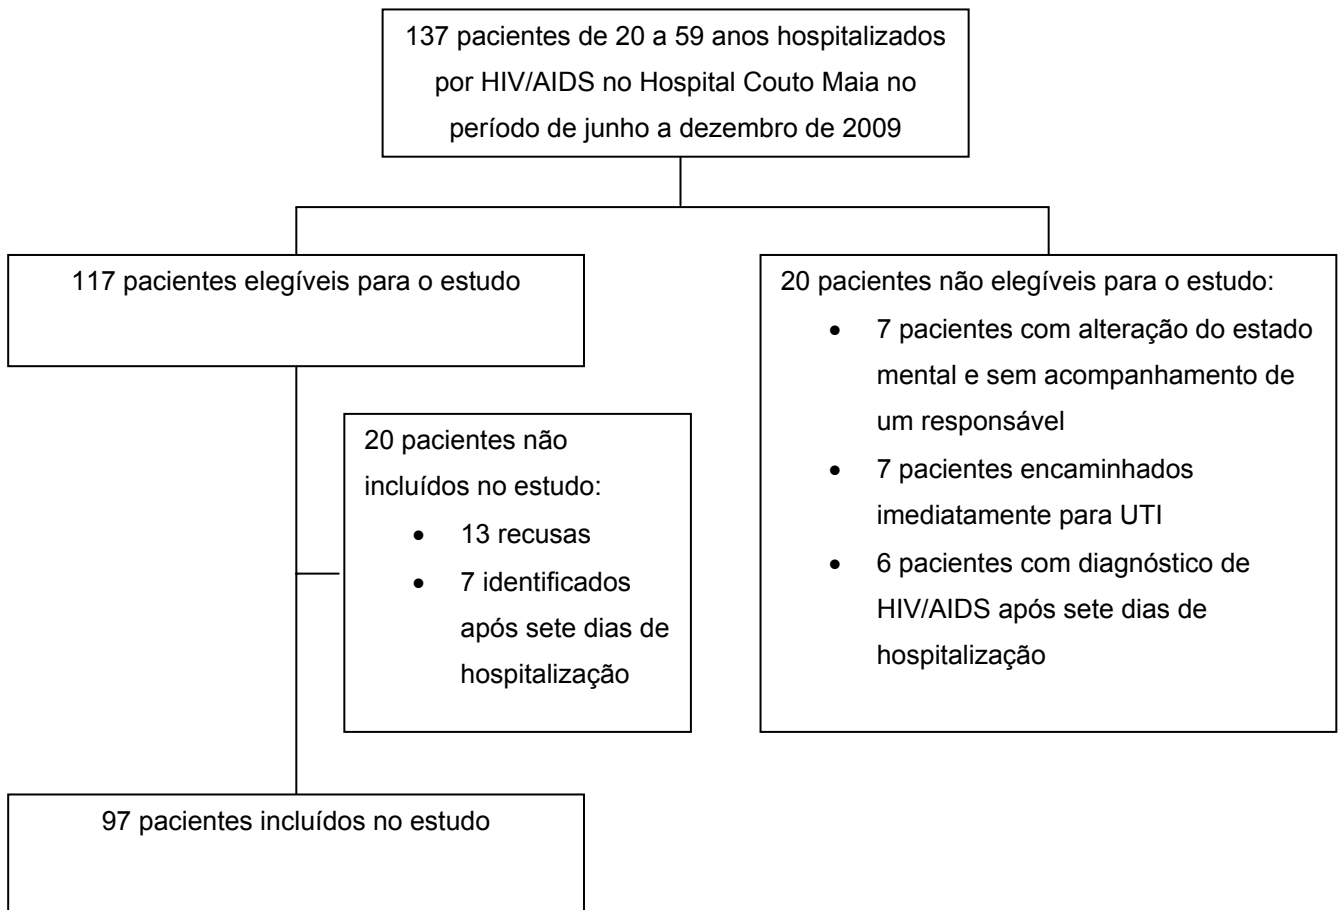 137 pacientes de 20 a 59 anos hospitalizados
por HIV/AIDS no Hospital Couto Maia no
período de junho a dezembro de 2009
117 pacientes elegíveis para o estudo
20 pacientes não elegíveis para o estudo:
• 7 pacientes com alteração do estado
mental e sem acompanhamento de
um responsável
• 7 pacientes encaminhados
imediatamente para UTI
• 6 pacientes com diagnóstico de
HIV/AIDS após sete dias de
hospitalização
20 pacientes não
incluídos no estudo:
• 13 recusas
• 7 identificados
após sete dias de
hospitalização
97 pacientes incluídos no estudo